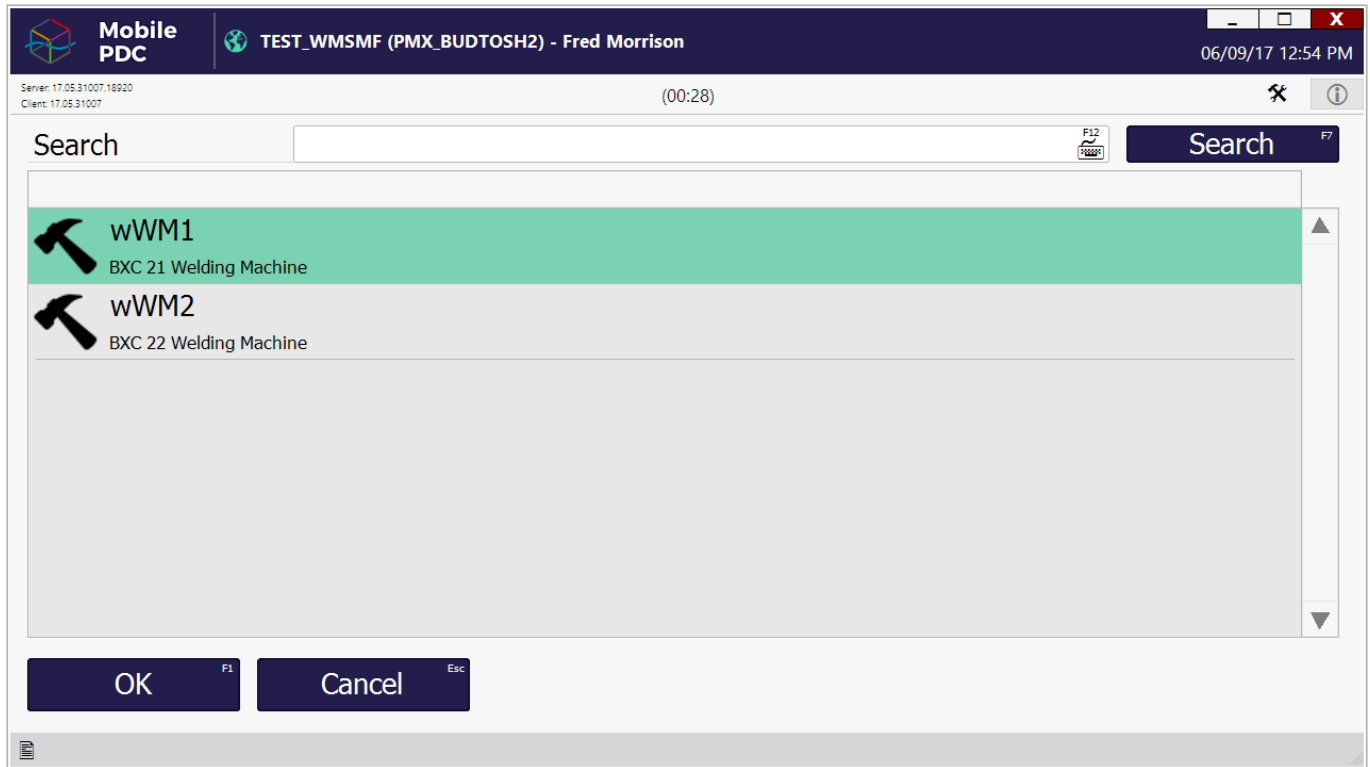 Mobile
PDC
TEST_WMSMF (PMX_BUDTOSH2) - Fred Morrison
X
06/09/17 12:54 PM
Server: 17.05.31007.18920
Client: 17.05.31007
(00:28)
Search
F12
Search F7
wWM1
BXC 21 Welding Machine
wWM2
BXC 22 Welding Machine
OK F1
Cancel Esc